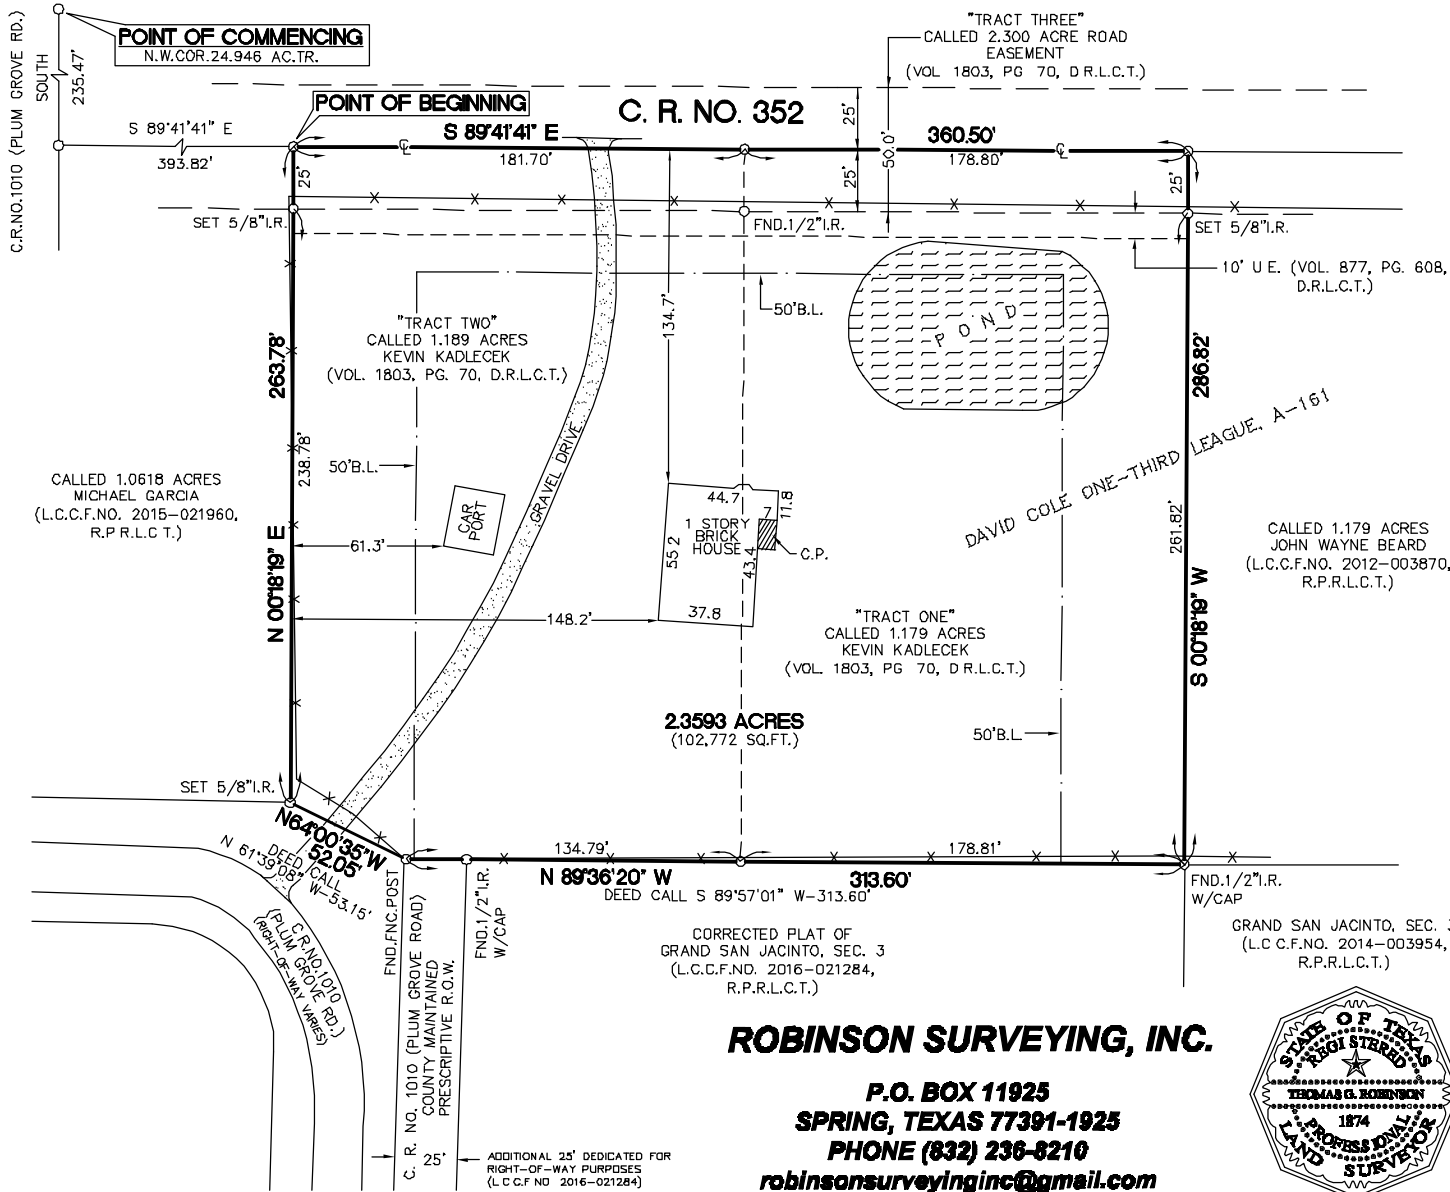 C.R.NO.1010 (PLUM GROVE RD.)
SOUTH
235.47'
POINT OF COMMENCING
N.W.COR.24.946 AC.TR.
"TRACT THREE"
CALLED 2.300 ACRE ROAD
EASEMENT
(VOL 1803, PG 70, D R.L.C.T.)
POINT OF BEGINNING
C. R. NO. 352
S 89°41'41" E
393.82'
S 89°41'41" E
181.70'
360.50'
178.80'
25'
25'
50.0'
25'
25'
SET 5/8"I.R.
FND.1/2"I.R.
SET 5/8"I.R.
10' U E. (VOL. 877, PG. 608,
D.R.L.C.T.)
50'B.L.
134.7'
POND
"TRACT TWO"
CALLED 1.189 ACRES
KEVIN KADLECEK
(VOL. 1803, PG. 70, D.R.L.C.T.)
263.78'
238.78'
N 00°18'19" E
286.82'
261.82'
S 00°18'19" W
DAVID COLE ONE-THIRD LEAGUE, A-161
CALLED 1.0618 ACRES
MICHAEL GARCIA
(L.C.C.F.NO. 2015-021960,
R.P R.L.C T.)
50'B.L.
GRAVEL DRIVE
CAR
PORT
61.3'
148.2'
44.7
11.8
7
1 STORY
BRICK
HOUSE
55 2
43.4
37.8
C.P.
CALLED 1.179 ACRES
JOHN WAYNE BEARD
(L.C.C.F.NO. 2012-003870,
R.P.R.L.C.T.)
"TRACT ONE"
CALLED 1.179 ACRES
KEVIN KADLECEK
(VOL. 1803, PG 70, D R.L.C.T.)
2.3593 ACRES
(102,772 SQ.FT.)
50'B.L.
SET 5/8"I.R.
N64°00'35"W
52.05'
DEED CALL
N 61°39'08" W-53.15'
134.79'
178.81'
N 89°36'20" W
313.60'
DEED CALL S 89°57'01" W-313.60'
FND.1/2"I.R.
W/CAP
FND.FNC.POST
FND.1/2"I.R.
W/CAP
C.R.NO.1010
(PLUM GROVE RD.)
(RIGHT-OF-WAY VARIES)
C. R. NO. 1010 (PLUM GROVE ROAD)
COUNTY MAINTAINED
PRESCRIPTIVE R.O.W.
25'
ADDITIONAL 25' DEDICATED FOR
RIGHT-OF-WAY PURPOSES
(L C C.F NO 2016-021284)
CORRECTED PLAT OF
GRAND SAN JACINTO, SEC. 3
(L.C.C.F.NO. 2016-021284,
R.P.R.L.C.T.)
GRAND SAN JACINTO, SEC. 3
(L.C C.F.NO. 2014-003954,
R.P.R.L.C.T.)
ROBINSON SURVEYING, INC.
P.O. BOX 11925
SPRING, TEXAS 77391-1925
PHONE (832) 236-8210
robinsonsurveyinginc@gmail.com
STATE OF TEXAS
REGISTERED
THOMAS G. ROBINSON
1874
PROFESSIONAL
LAND SURVEYOR